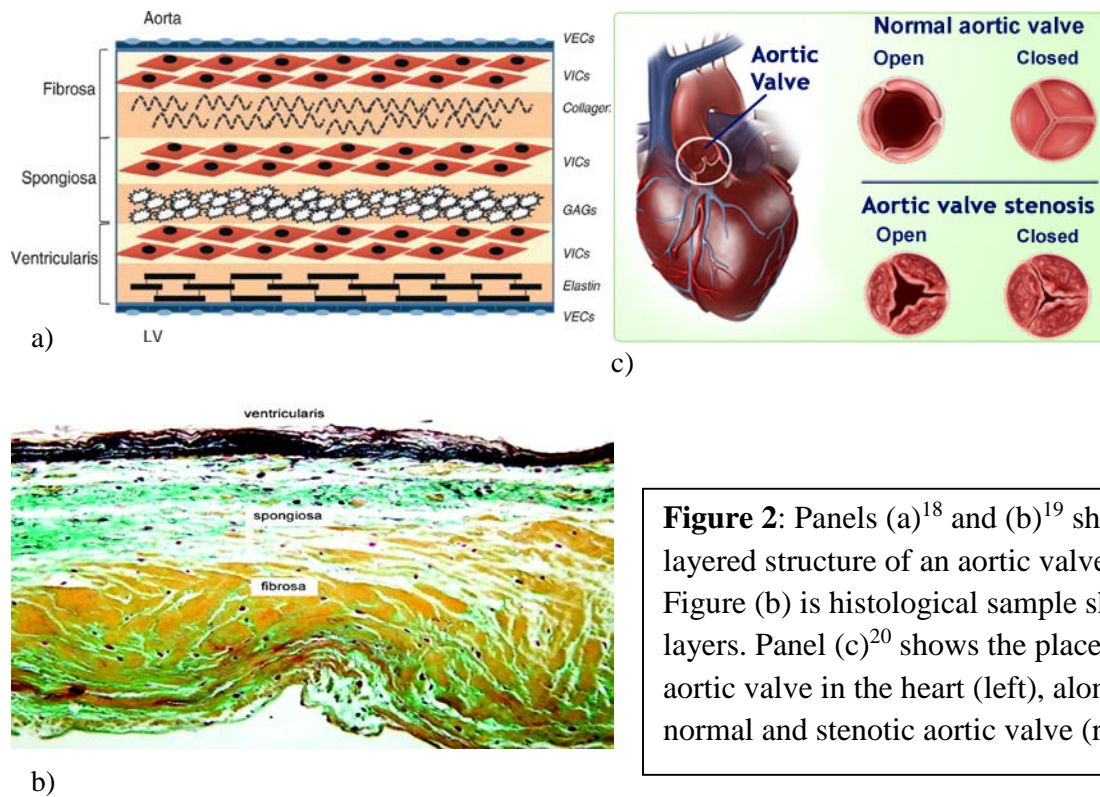 Aorta
VECs
Fibrosa
VICs
Collagen
Spongiosa
VICs
GAGs
Ventricularis
VICs
Elastin
VECs
LV
a)
Aortic
Valve
Normal aortic valve
Open
Closed
Aortic valve stenosis
Open
Closed
c)
ventricularis
spongiosa
fibrosa
b)
Figure 2: Panels (a)18 and (b)19 sh
layered structure of an aortic valve
Figure (b) is histological sample sl
layers. Panel (c)20 shows the place
aortic valve in the heart (left), alon
normal and stenotic aortic valve (r